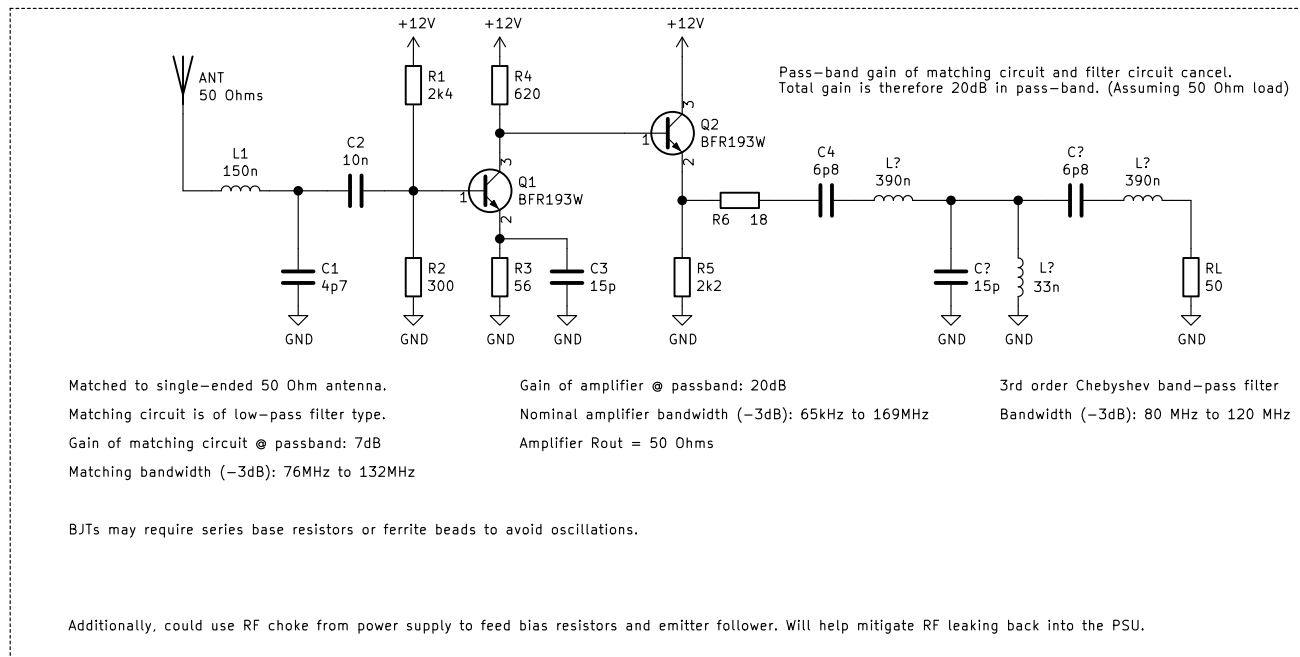 +12V
+12V
+12V
ANT
50 Ohms
R1
2k4
R4
620
Pass-band gain of matching circuit and filter circuit cancel.
Total gain is therefore 20dB in pass-band. (Assuming 50 Ohm load)
3
1
Q2
BFR193W
2
L1
150n
C2
10n
3
1
Q1
BFR193W
2
C4
6p8
L?
390n
C?
6p8
L?
390n
R6 18
C1
4p7
R2
300
R3
56
C3
15p
R5
2k2
C?
15p
L?
33n
RL
50
GND
GND
GND
GND
GND
GND
GND
GND
Matched to single-ended 50 Ohm antenna.
Matching circuit is of low-pass filter type.
Gain of matching circuit @ passband: 7dB
Matching bandwidth (-3dB): 76MHz to 132MHz
Gain of amplifier @ passband: 20dB
Nominal amplifier bandwidth (-3dB): 65kHz to 169MHz
Amplifier Rout = 50 Ohms
3rd order Chebyshev band-pass filter
Bandwidth (-3dB): 80 MHz to 120 MHz
BJTs may require series base resistors or ferrite beads to avoid oscillations.
Additionally, could use RF choke from power supply to feed bias resistors and emitter follower. Will help mitigate RF leaking back into the PSU.